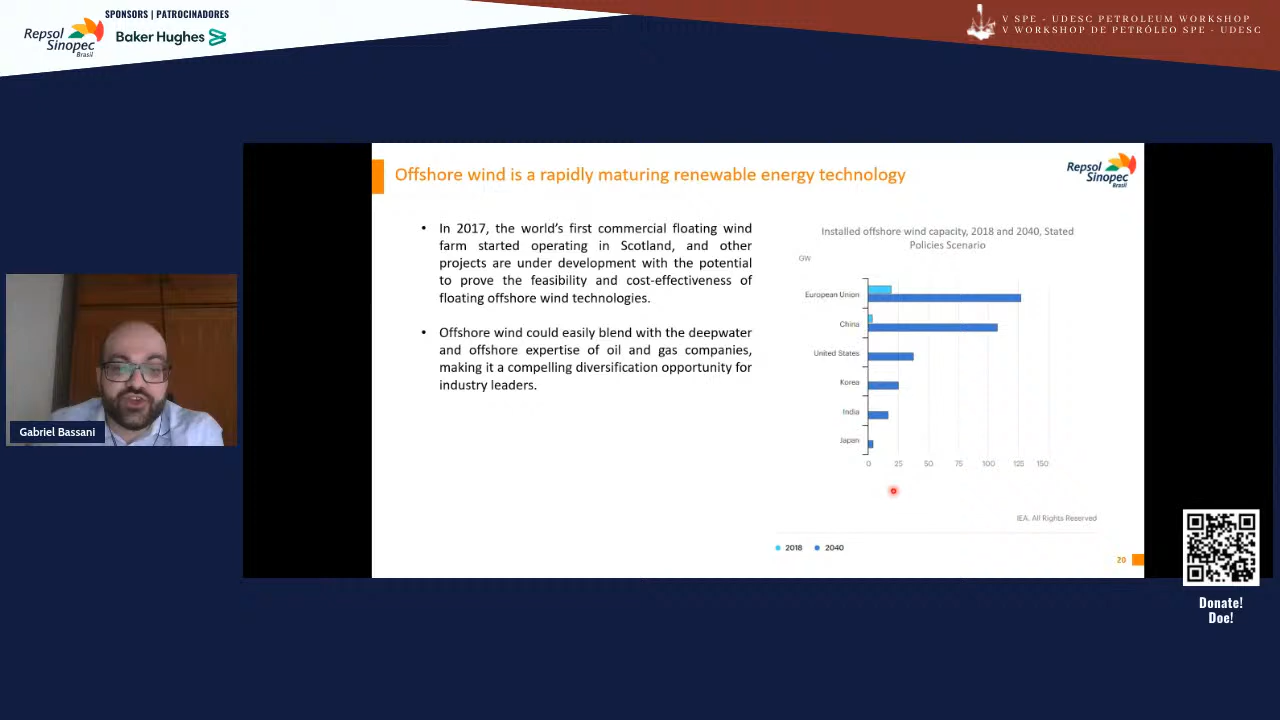 SPONSORS | PATROCINADORES
Repsol
Sinopec
Brasil
Baker Hughes
V SPE - UDESC PETROLEUM WORKSHOP
V WORKSHOP DE PETRÓLEO SPE - UDESC
Offshore wind is a rapidly maturing renewable energy technology
Repsol
Sinopec
Brasil
• In 2017, the world's first commercial floating wind
farm started operating in Scotland, and other
projects are under development with the potential
to prove the feasibility and cost-effectiveness of
floating offshore wind technologies.
• Offshore wind could easily blend with the deepwater
and offshore expertise of oil and gas companies,
making it a compelling diversification opportunity for
industry leaders.
Installed offshore wind capacity, 2018 and 2040, Stated
Policies Scenario
GW
European Union
China
United States
Korea
India
Japan
0 25 50 75 100 125 150
IEA. All Rights Reserved
2018 2040
20
Gabriel Bassani
Donate!
Doe!